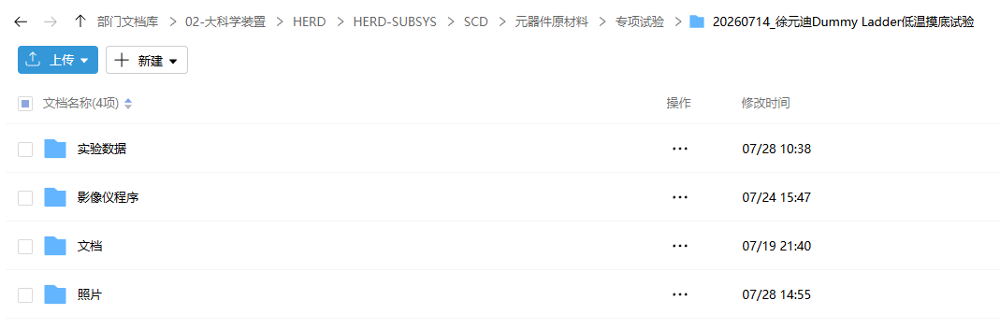 部门文档库 > 02-大科学装置 > HERD > HERD-SUBSYS > SCD > 元器件原材料 > 专项试验 > 20260714_徐元迪Dummy Ladder低温摸底试验
上传 新建
文档名称(4项) 操作 修改时间
实验数据 ··· 07/28 10:38
影像仪程序 ··· 07/24 15:47
文档 ··· 07/19 21:40
照片 ··· 07/28 14:55